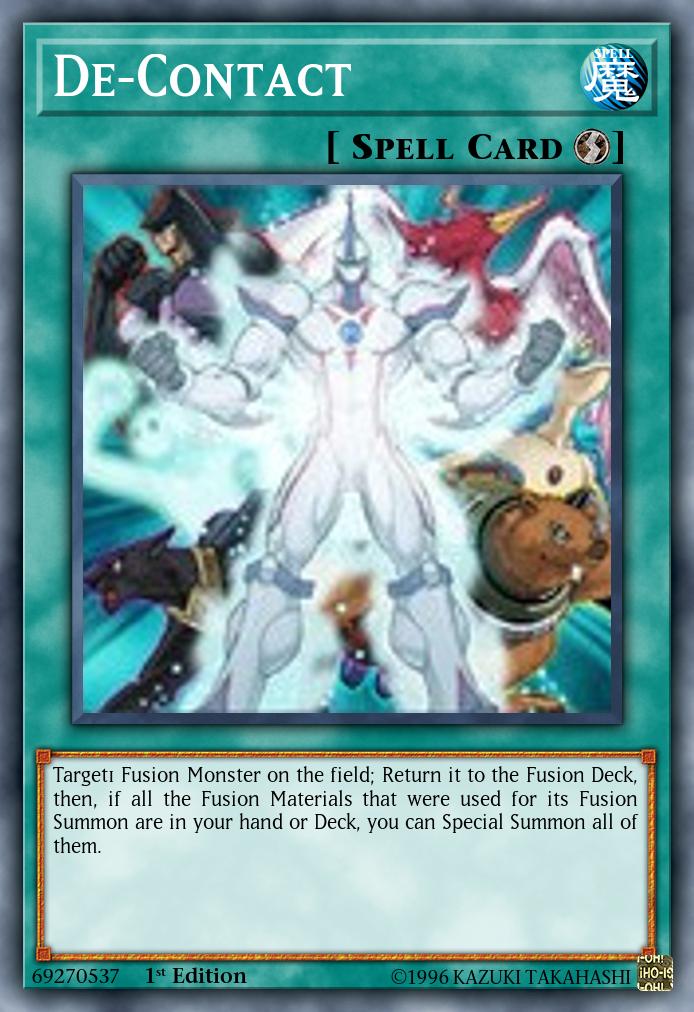 De-Contact
SPELL
魔
[ Spell Card ]
Targetı Fusion Monster on the field; Return it to the Fusion Deck,
then, if all the Fusion Materials that were used for its Fusion
Summon are in your hand or Deck, you can Special Summon all of
them.
69270537 1st Edition ©1996 KAZUKI TAKAHASHI